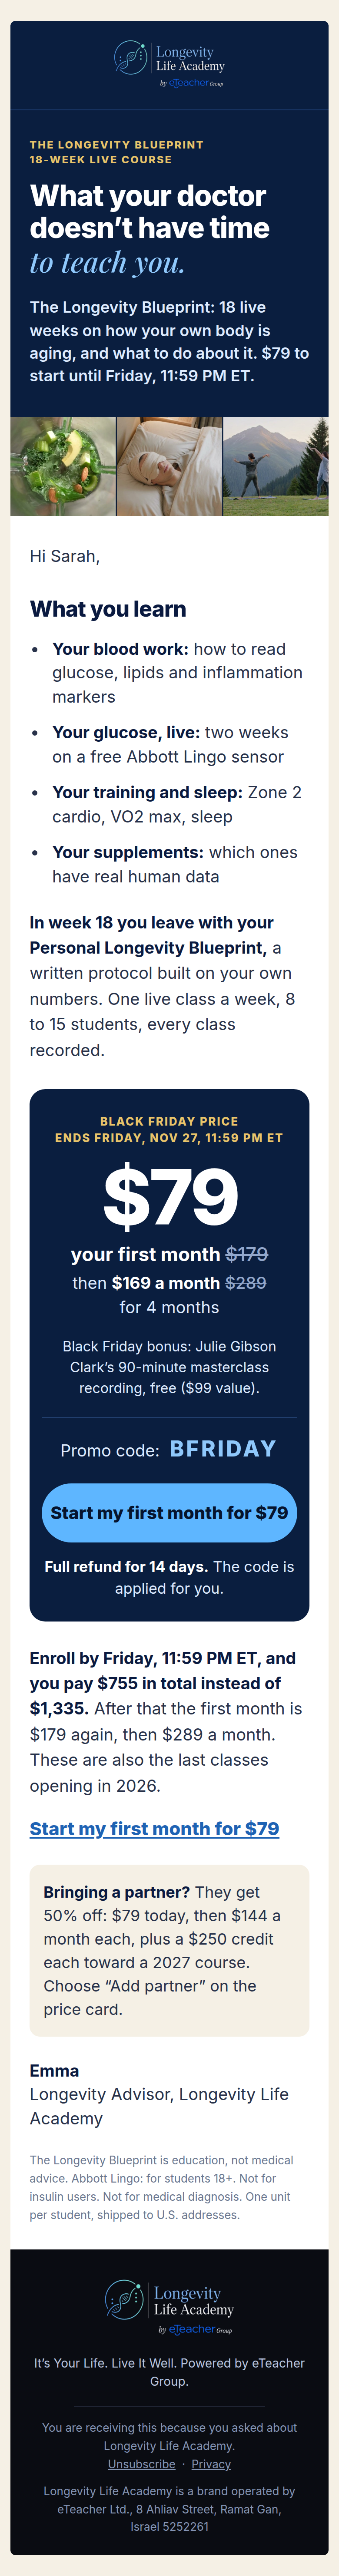 Longevity
Life Academy
by eTeacher Group
THE LONGEVITY BLUEPRINT
18-WEEK LIVE COURSE
What your doctor
doesn’t have time
to teach you.
The Longevity Blueprint: 18 live
weeks on how your own body is
aging, and what to do about it. $79 to
start until Friday, 11:59 PM ET.
Hi Sarah,
What you learn
• Your blood work: how to read
glucose, lipids and inflammation
markers
• Your glucose, live: two weeks
on a free Abbott Lingo sensor
• Your training and sleep: Zone 2
cardio, VO2 max, sleep
• Your supplements: which ones
have real human data
In week 18 you leave with your
Personal Longevity Blueprint, a
written protocol built on your own
numbers. One live class a week, 8
to 15 students, every class
recorded.
BLACK FRIDAY PRICE
ENDS FRIDAY, NOV 27, 11:59 PM ET
$79
your first month $179
then $169 a month $289
for 4 months
Black Friday bonus: Julie Gibson
Clark’s 90-minute masterclass
recording, free ($99 value).
Promo code: BFRIDAY
Start my first month for $79
Full refund for 14 days. The code is
applied for you.
Enroll by Friday, 11:59 PM ET, and
you pay $755 in total instead of
$1,335. After that the first month is
$179 again, then $289 a month.
These are also the last classes
opening in 2026.
Start my first month for $79
Bringing a partner? They get
50% off: $79 today, then $144 a
month each, plus a $250 credit
each toward a 2027 course.
Choose “Add partner” on the
price card.
Emma
Longevity Advisor, Longevity Life
Academy
The Longevity Blueprint is education, not medical
advice. Abbott Lingo: for students 18+. Not for
insulin users. Not for medical diagnosis. One unit
per student, shipped to U.S. addresses.
Longevity
Life Academy
by eTeacher Group
It’s Your Life. Live It Well. Powered by eTeacher
Group.
You are receiving this because you asked about
Longevity Life Academy.
Unsubscribe · Privacy
Longevity Life Academy is a brand operated by
eTeacher Ltd., 8 Ahliav Street, Ramat Gan,
Israel 5252261